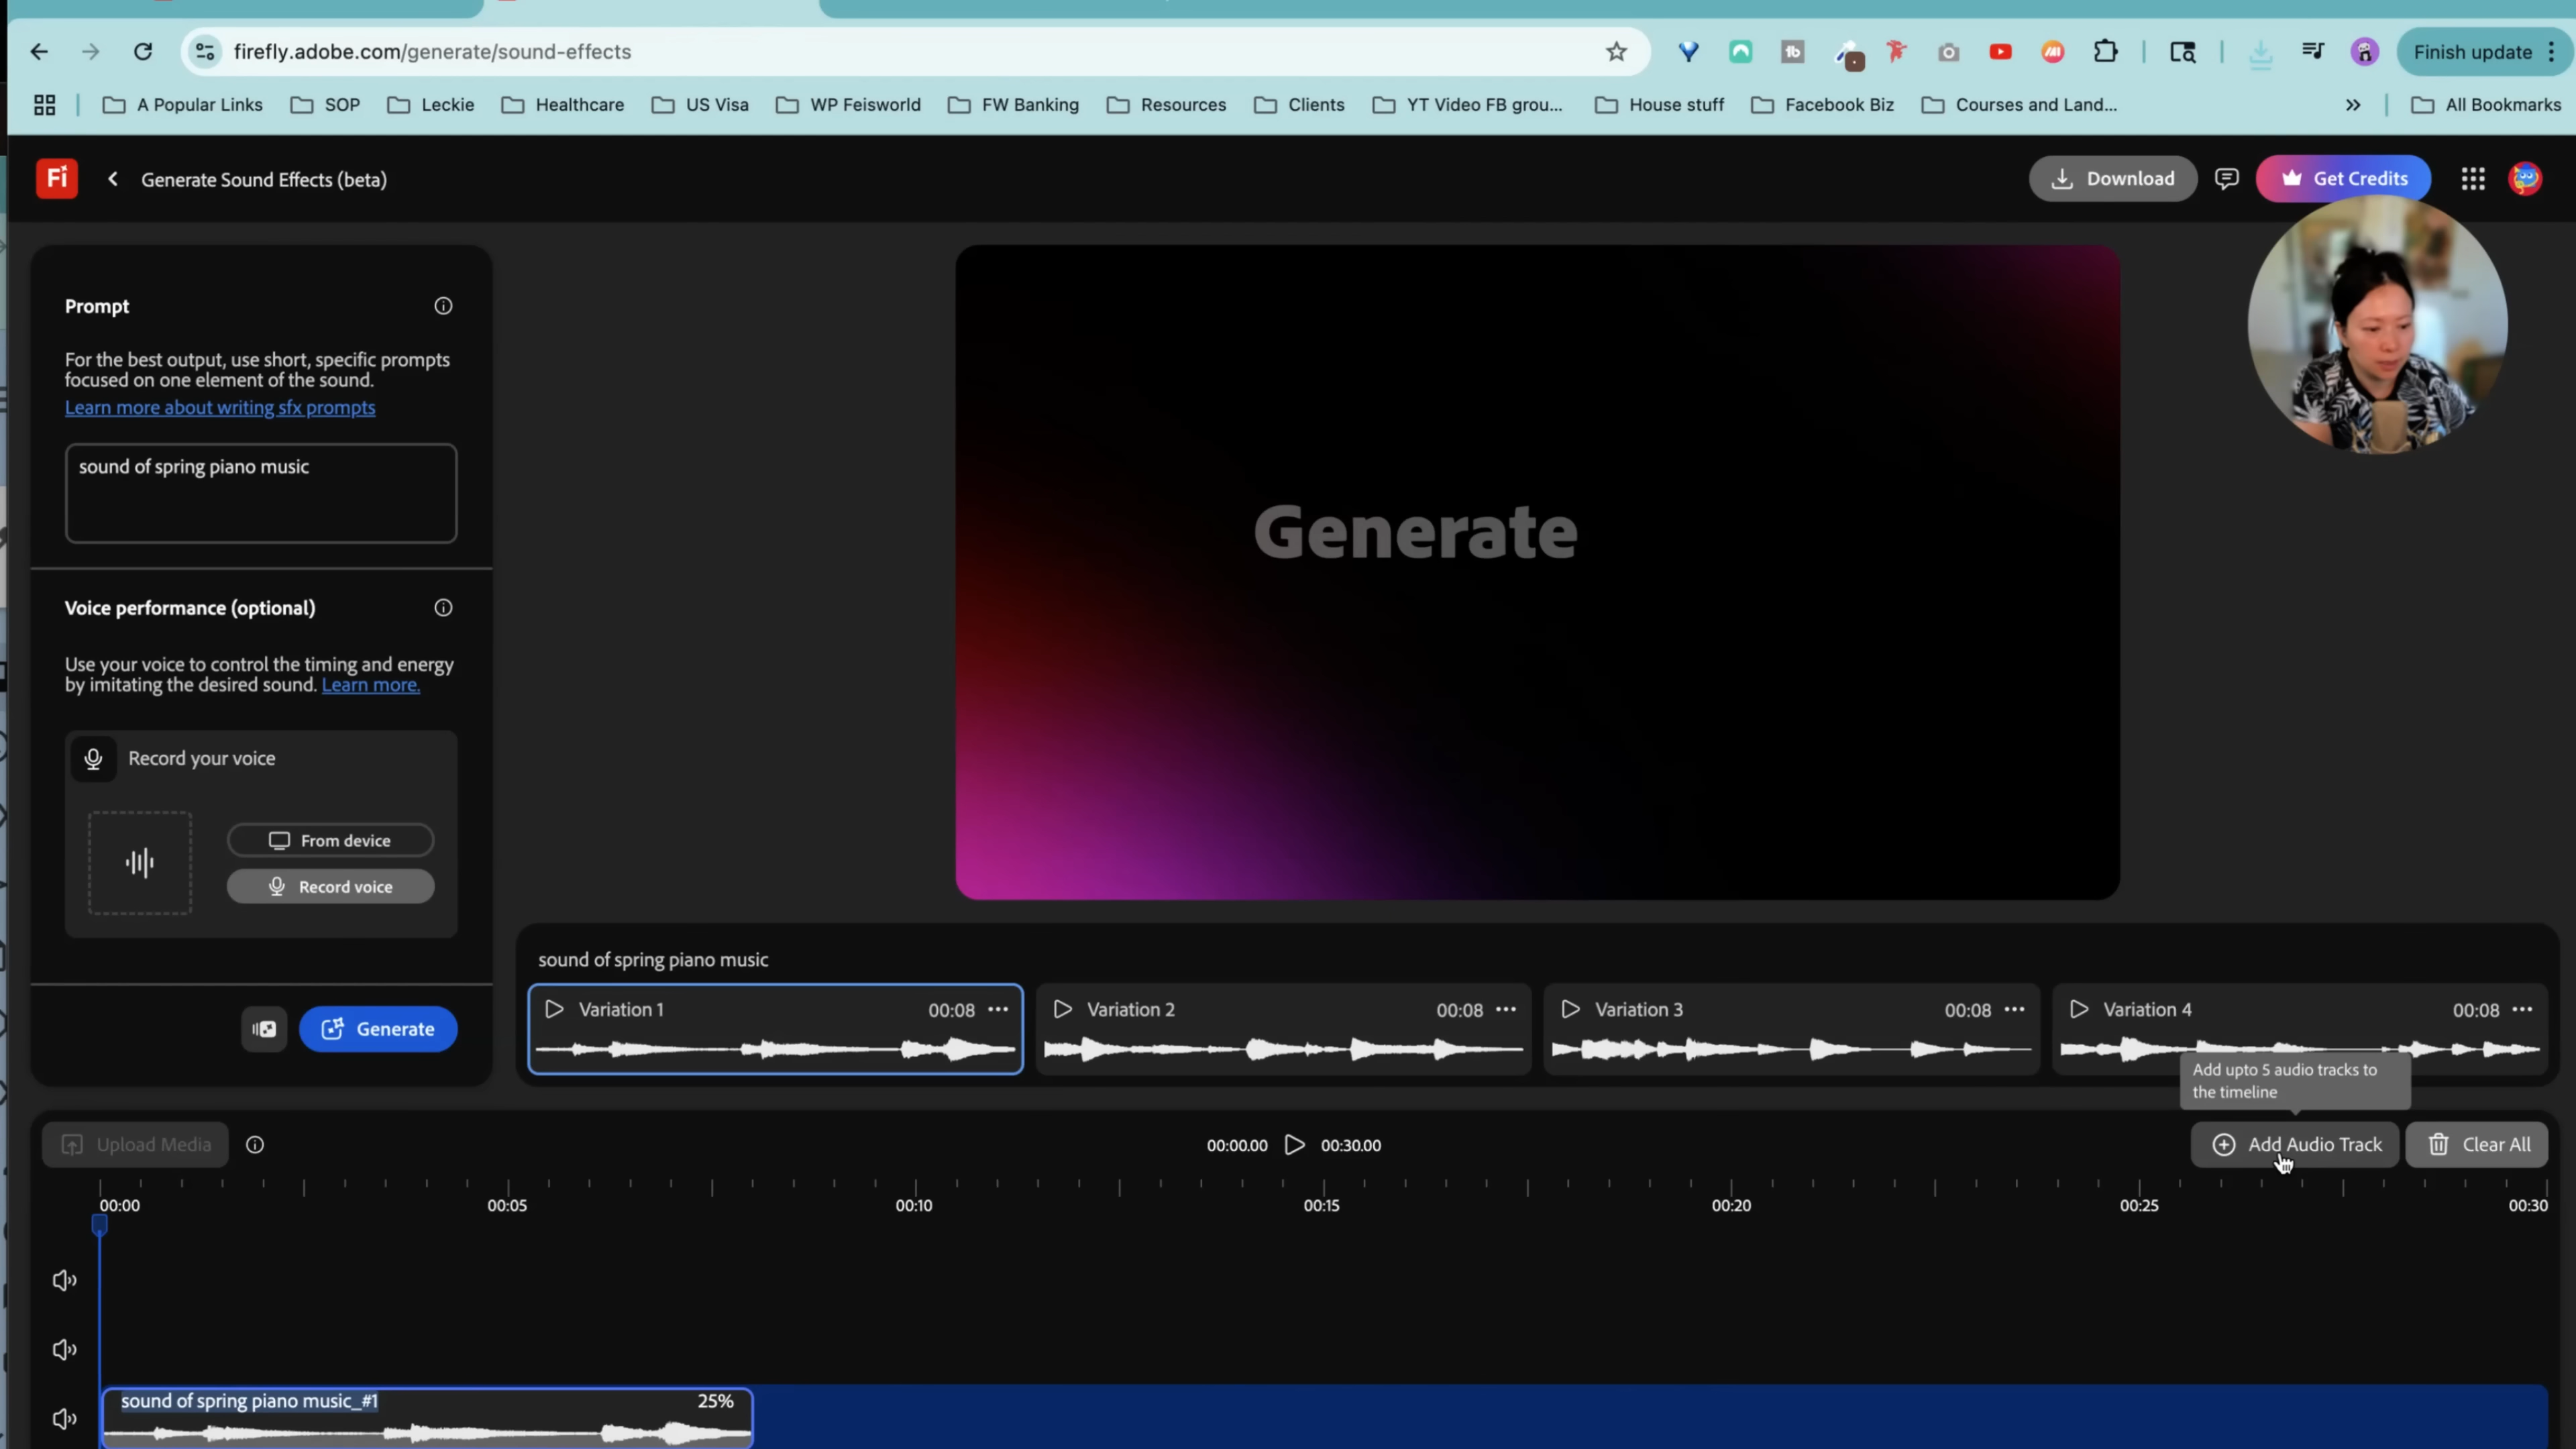 firefly.adobe.com/generate/sound-effects
Finish update
A Popular Links
SOP
Leckie
Healthcare
US Visa
WP Feisworld
FW Banking
Resources
Clients
YT Video FB grou...
House stuff
Facebook Biz
Courses and Land...
All Bookmarks
Fi
Generate Sound Effects (beta)
Download
Get Credits
Prompt
For the best output, use short, specific prompts
focused on one element of the sound.
Learn more about writing sfx prompts
sound of spring piano music
Voice performance (optional)
Use your voice to control the timing and energy
by imitating the desired sound. Learn more.
Record your voice
From device
Record voice
Generate
Generate
sound of spring piano music
Variation 1 00:08
Variation 2 00:08
Variation 3 00:08
Variation 4 00:08
Add upto 5 audio tracks to
the timeline
Upload Media
00:00.00 00:30.00
Add Audio Track
Clear All
00:00 00:05 00:10 00:15 00:20 00:25 00:30
sound of spring piano music_#1 25%